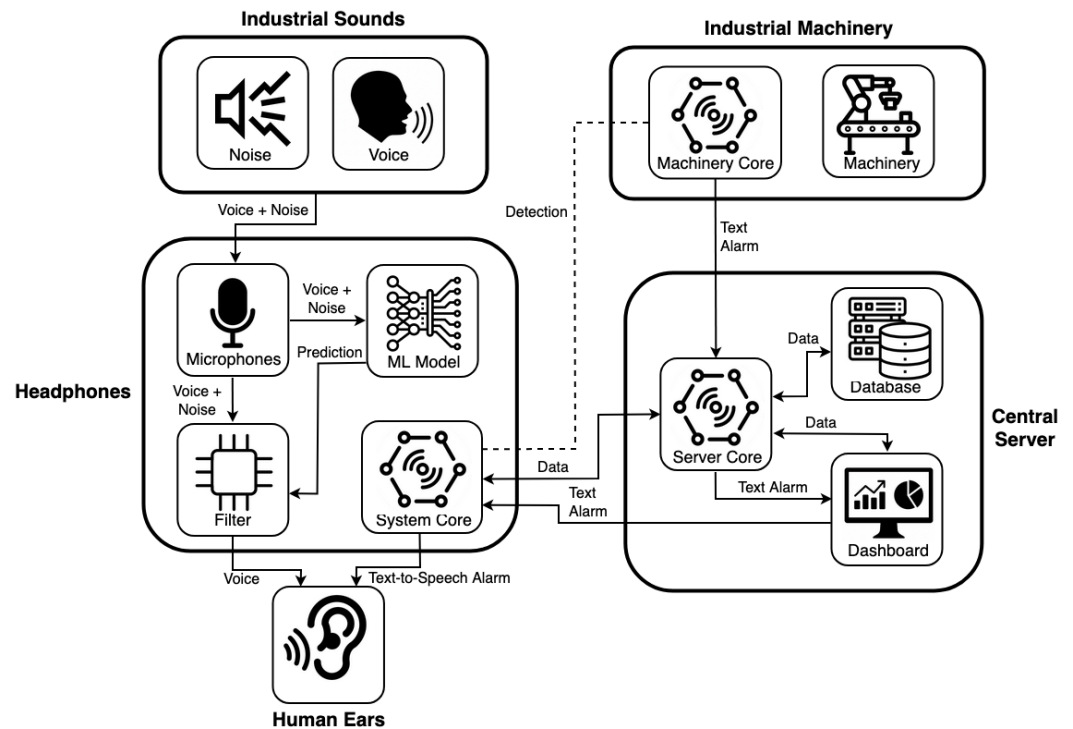 Industrial Sounds
Industrial Machinery
Noise
Voice
Machinery Core
Machinery
Voice + Noise
Detection
Text
Alarm
Headphones
Microphones
Voice +
Noise
ML Model
Prediction
Voice +
Noise
Filter
System Core
Data
Text
Alarm
Central
Server
Database
Data
Server Core
Data
Text Alarm
Dashboard
Voice
Text-to-Speech Alarm
Human Ears